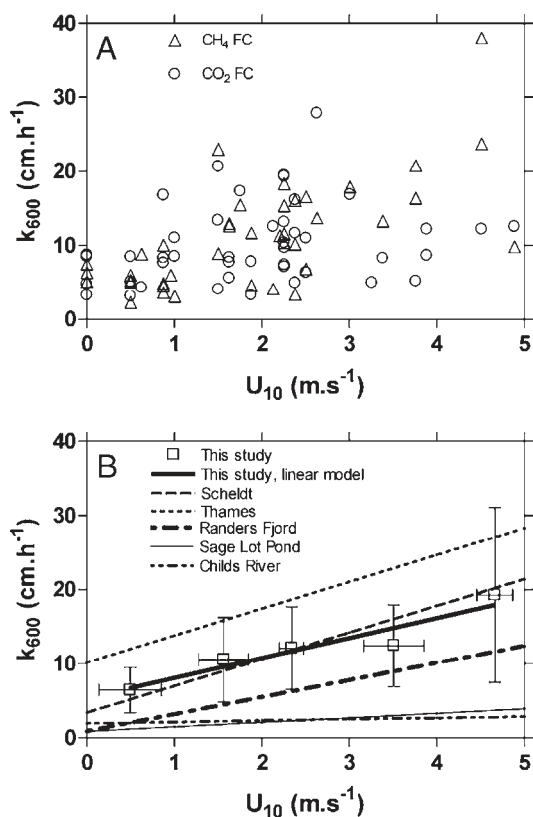 A
CH₄ FC
CO₂ FC
40
30
20
10
0
k₆₀₀ (cm.h⁻¹)
0 1 2 3 4 5
U₁₀ (m.s⁻¹)
B
This study
This study, linear model
Scheldt
Thames
Randers Fjord
Sage Lot Pond
Childs River
40
30
20
10
0
k₆₀₀ (cm.h⁻¹)
0 1 2 3 4 5
U₁₀ (m.s⁻¹)